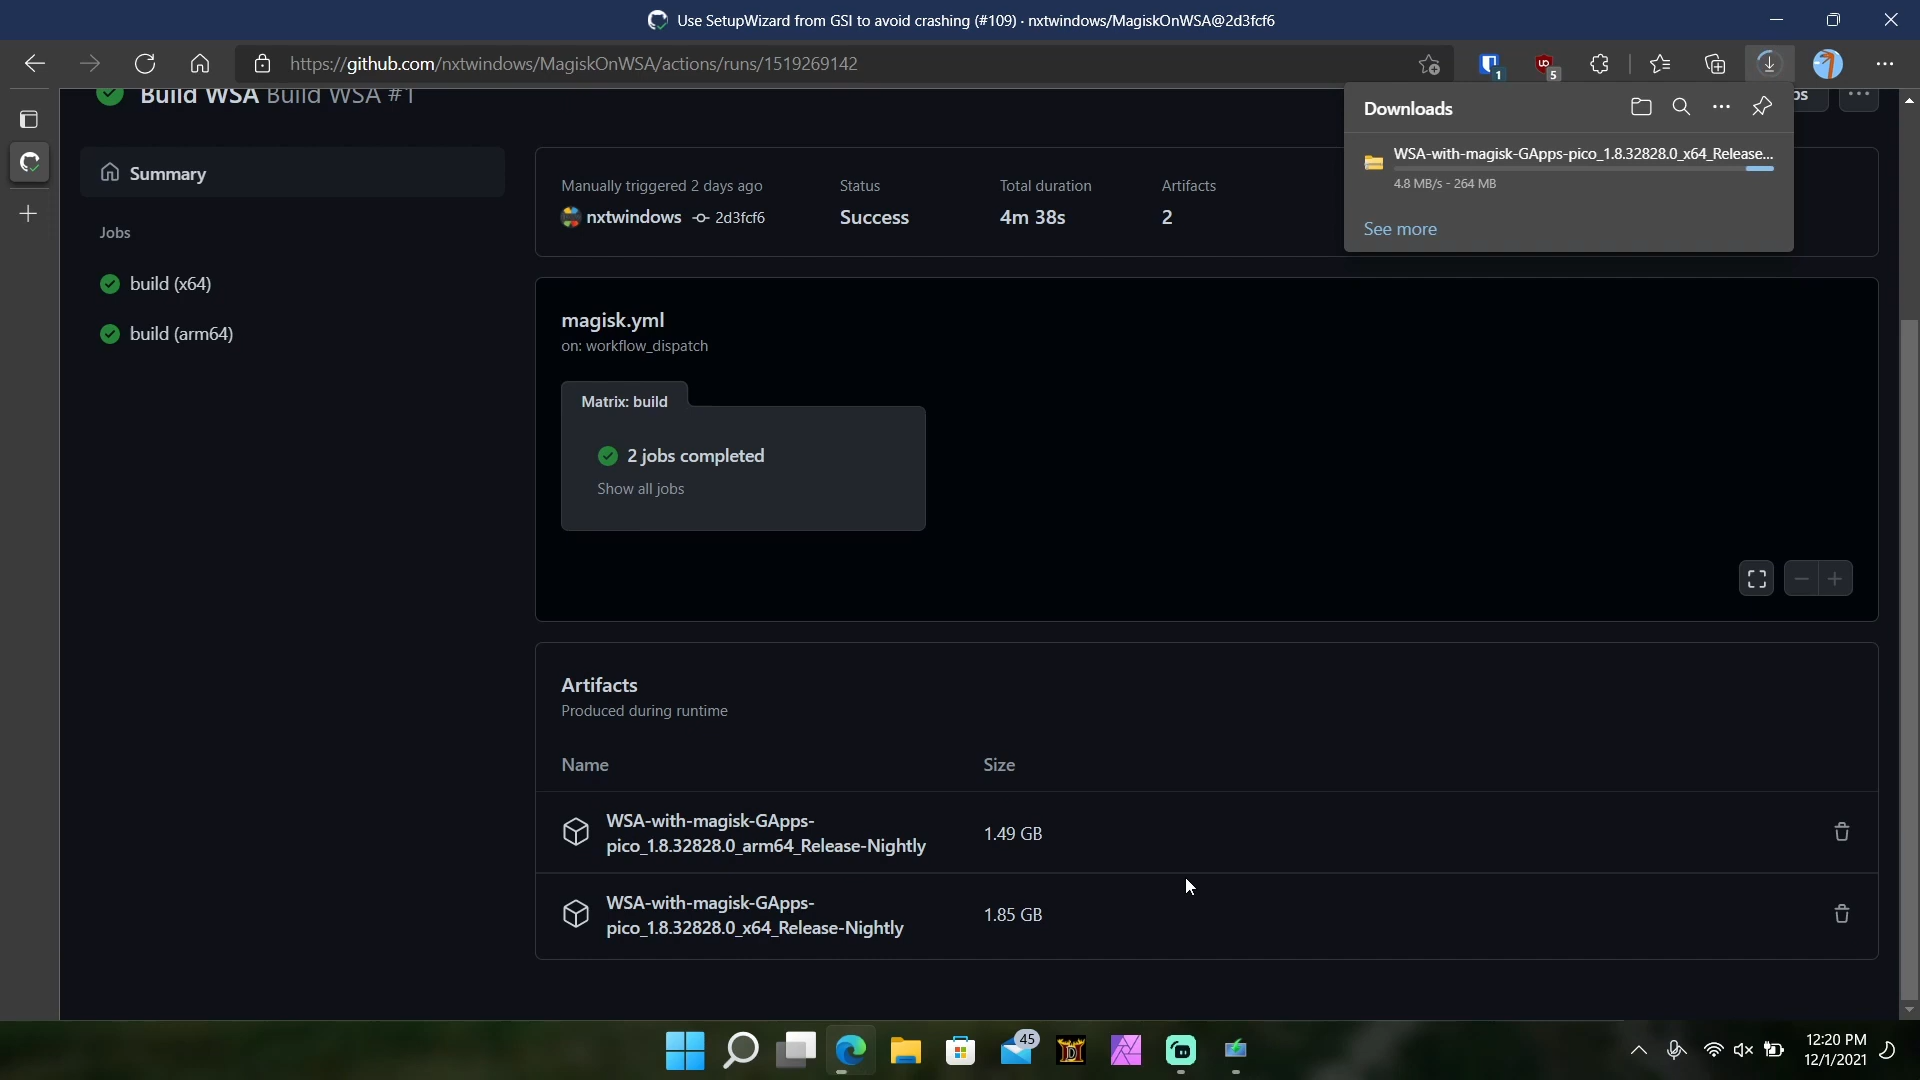 Use SetupWizard from GSI to avoid crashing (#109) · nxtwindows/MagiskOnWSA@2d3fcf6
https://github.com/nxtwindows/MagiskOnWSA/actions/runs/1519269142
1
5
Build WSA Build WSA #1
Downloads
WSA-with-magisk-GApps-pico_1.8.32828.0_x64_Release...
4.8 MB/s - 264 MB
See more
Summary
Jobs
build (x64)
build (arm64)
Manually triggered 2 days ago
nxtwindows 2d3fcf6
Status
Success
Total duration
4m 38s
Artifacts
2
magisk.yml
on: workflow_dispatch
Matrix: build
2 jobs completed
Show all jobs
Artifacts
Produced during runtime
Name Size
WSA-with-magisk-GApps-
pico_1.8.32828.0_arm64_Release-Nightly
1.49 GB
WSA-with-magisk-GApps-
pico_1.8.32828.0_x64_Release-Nightly
1.85 GB
45
12:20 PM
12/1/2021